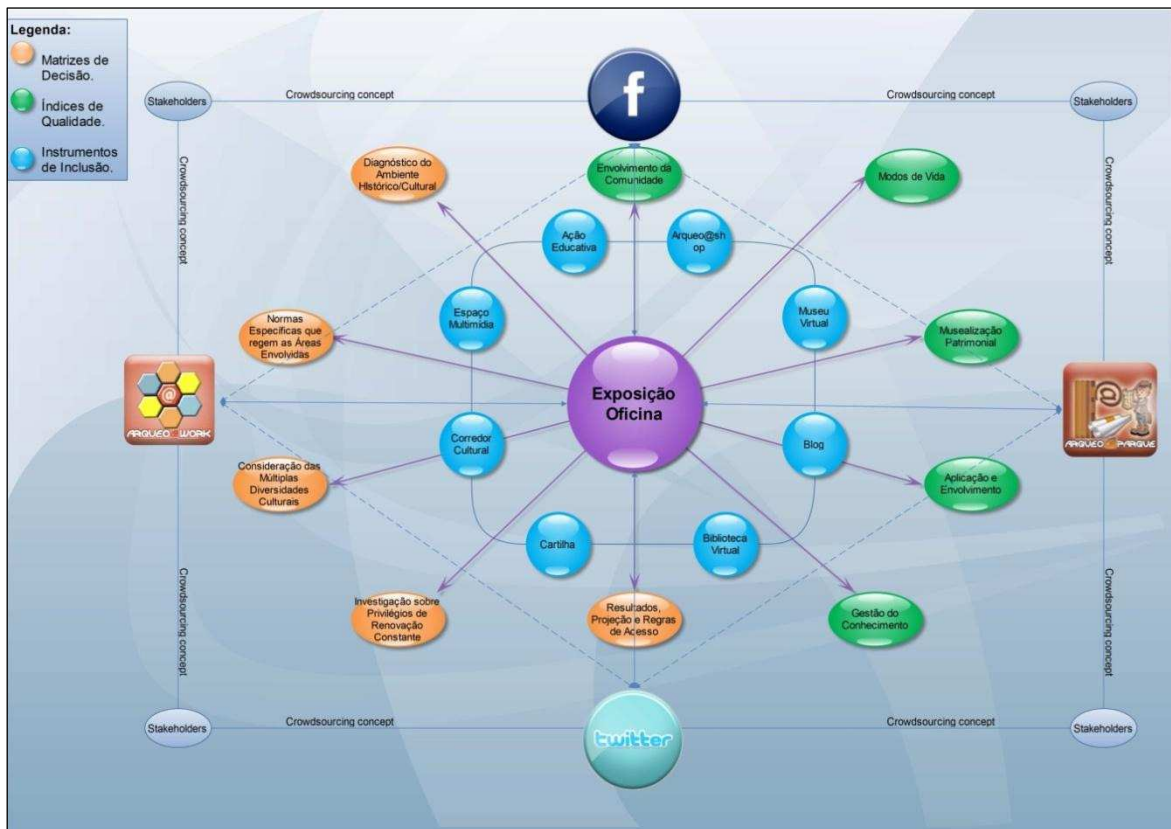 Legenda:
Matrizes de
Decisão.
Índices de
Qualidade.
Instrumentos
de Inclusão.
Stakeholders
Crowdsourcing concept
f
Crowdsourcing concept
Stakeholders
Crowdsourcing concept
Crowdsourcing concept
Diagnóstico do
Ambiente
HIstórico/Cultural
Envolvimento da
Comunidade
Modos de Vida
Ação
Educativa
Arqueo@sh
op
Espaço
Multimídia
Museu
Virtual
Normas
Específicas que
regem as Áreas
Envolvidas
Musealização
Patrimonial
@
ARQUEO@WORK
Exposição
Oficina
@
ARQUEO@PARQUE
Corredor
Cultural
Blog
Consideração das
Múltiplas
Diversidades
Culturais
Aplicação e
Envolvimento
Cartilha
Biblioteca
Virtual
Investigação sobre
Privilégios de
Renovação
Constante
Resultados,
Projeção e Regras
de Acesso
Gestão do
Conhecimento
Crowdsourcing concept
Crowdsourcing concept
Stakeholders
Crowdsourcing concept
twitter
Crowdsourcing concept
Stakeholders